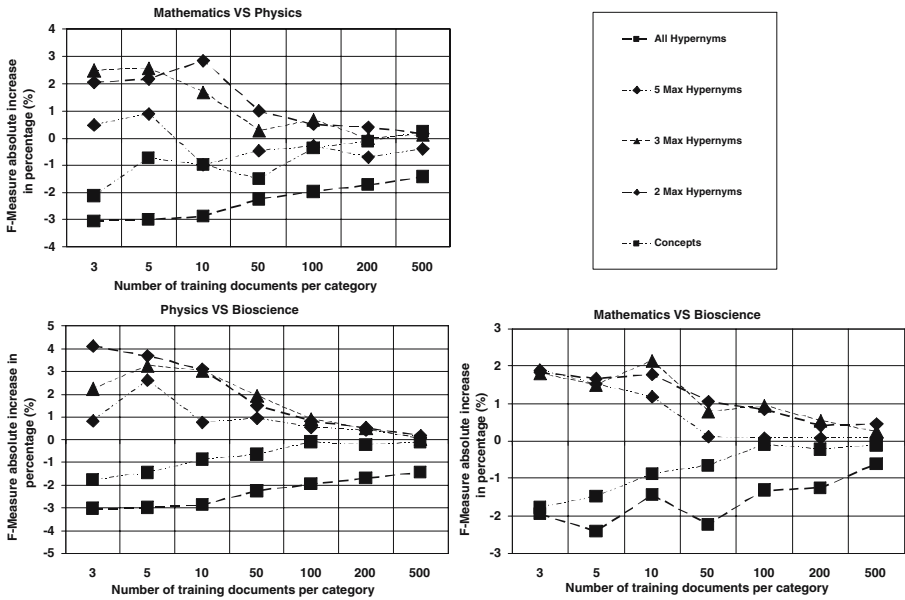 Mathematics VS Physics
F-Measure absolute increase
in percentage (%)
4
3
2
1
0
-1
-2
-3
-4
3 5 10 50 100 200 500
Number of training documents per category
All Hypernyms
5 Max Hypernyms
3 Max Hypernyms
2 Max Hypernyms
Concepts
Physics VS Bioscience
F-Measure absolute increase in
percentage (%)
5
4
3
2
1
0
-1
-2
-3
-4
-5
3 5 10 50 100 200 500
Number of training documents per category
Mathematics VS Bioscience
F-Measure absolute increase
in percentage (%)
3
2
1
0
-1
-2
-3
3 5 10 50 100 200 500
Number of training documents per category